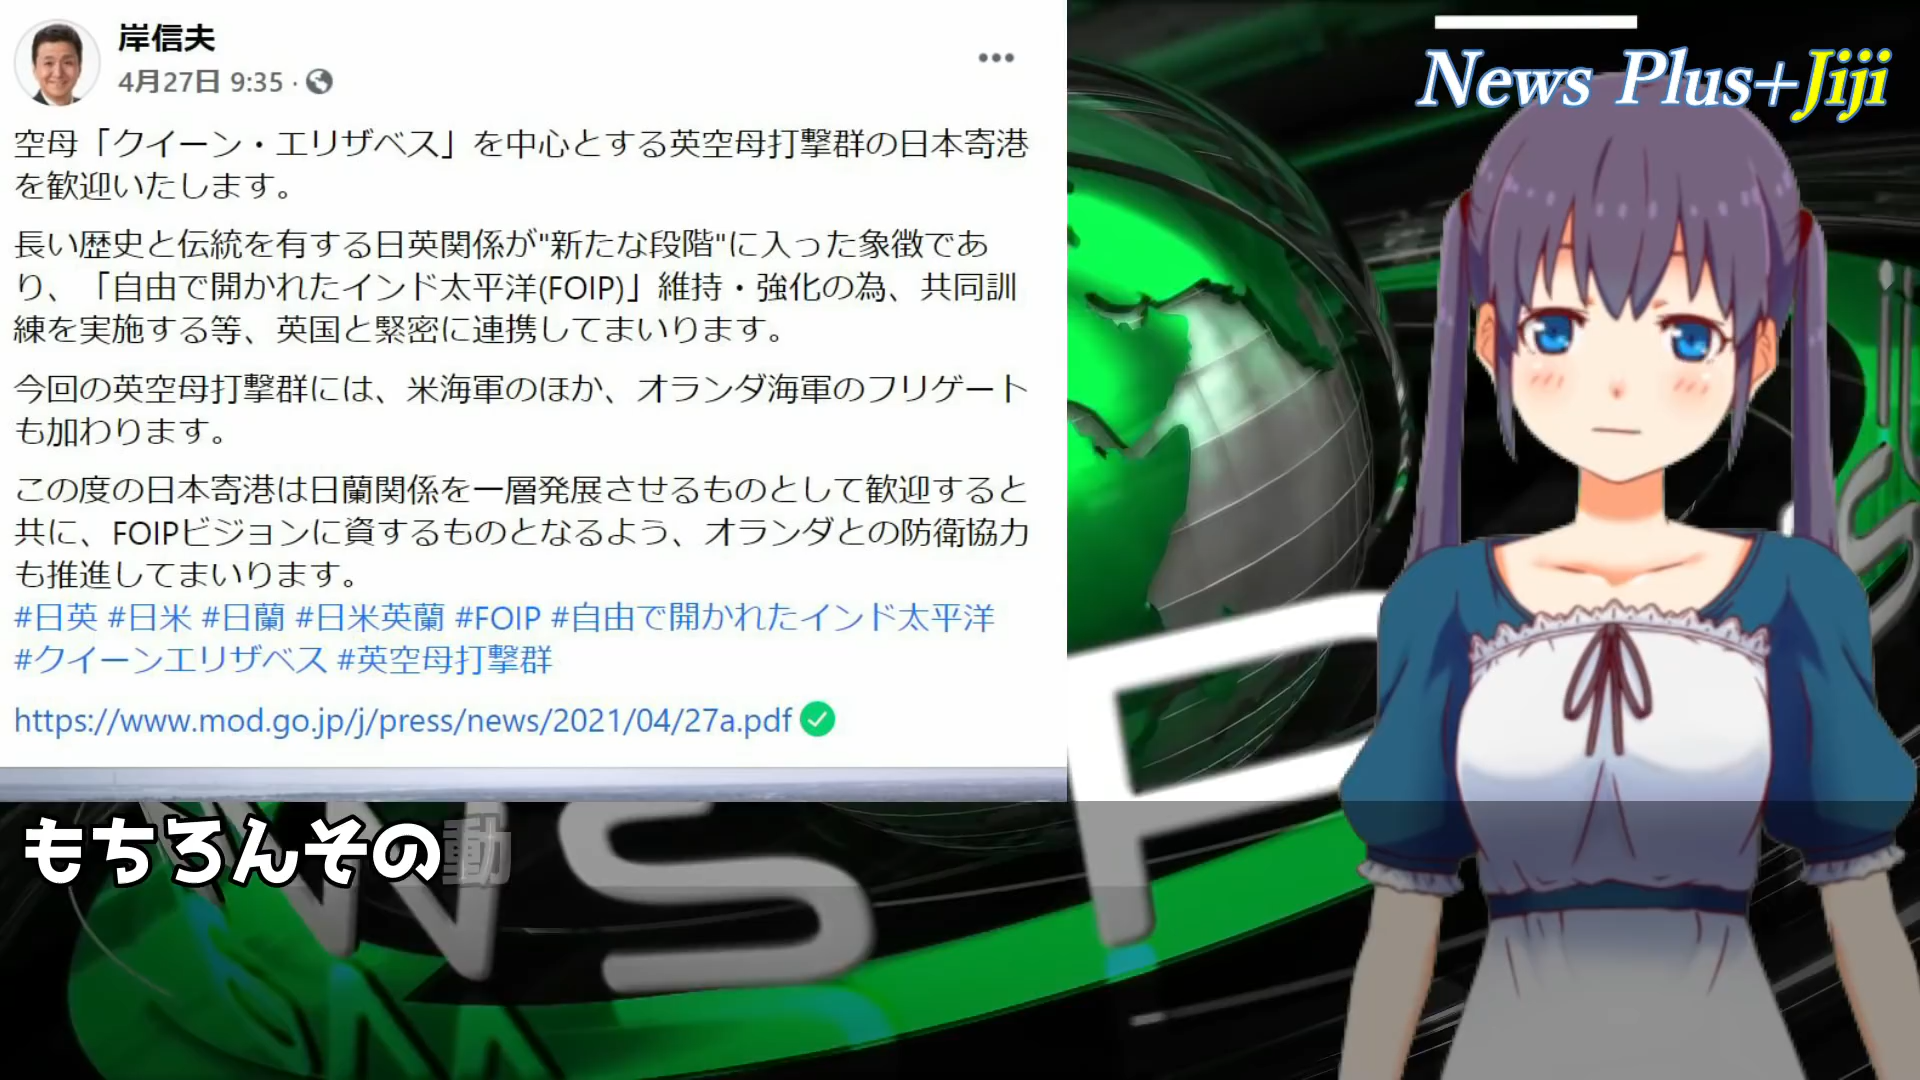 岸信夫
4月27日 9:35 ·
空母「クイーン・エリザベス」を中心とする英空母打撃群の日本寄港
を歓迎いたします。
長い歴史と伝統を有する日英関係が"新たな段階"に入った象徴であ
り、「自由で開かれたインド太平洋(FOIP)」維持・強化の為、共同訓
練を実施する等、英国と緊密に連携してまいります。
今回の英空母打撃群には、米海軍のほか、オランダ海軍のフリゲート
も加わります。
この度の日本寄港は日蘭関係を一層発展させるものとして歓迎すると
共に、FOIPビジョンに資するものとなるよう、オランダとの防衛協力
も推進してまいります。
#日英 #日米 #日蘭 #日米英蘭 #FOIP #自由で開かれたインド太平洋
#クイーンエリザベス #英空母打撃群
https://www.mod.go.jp/j/press/news/2021/04/27a.pdf
News Plus+Jiji
もちろんその動